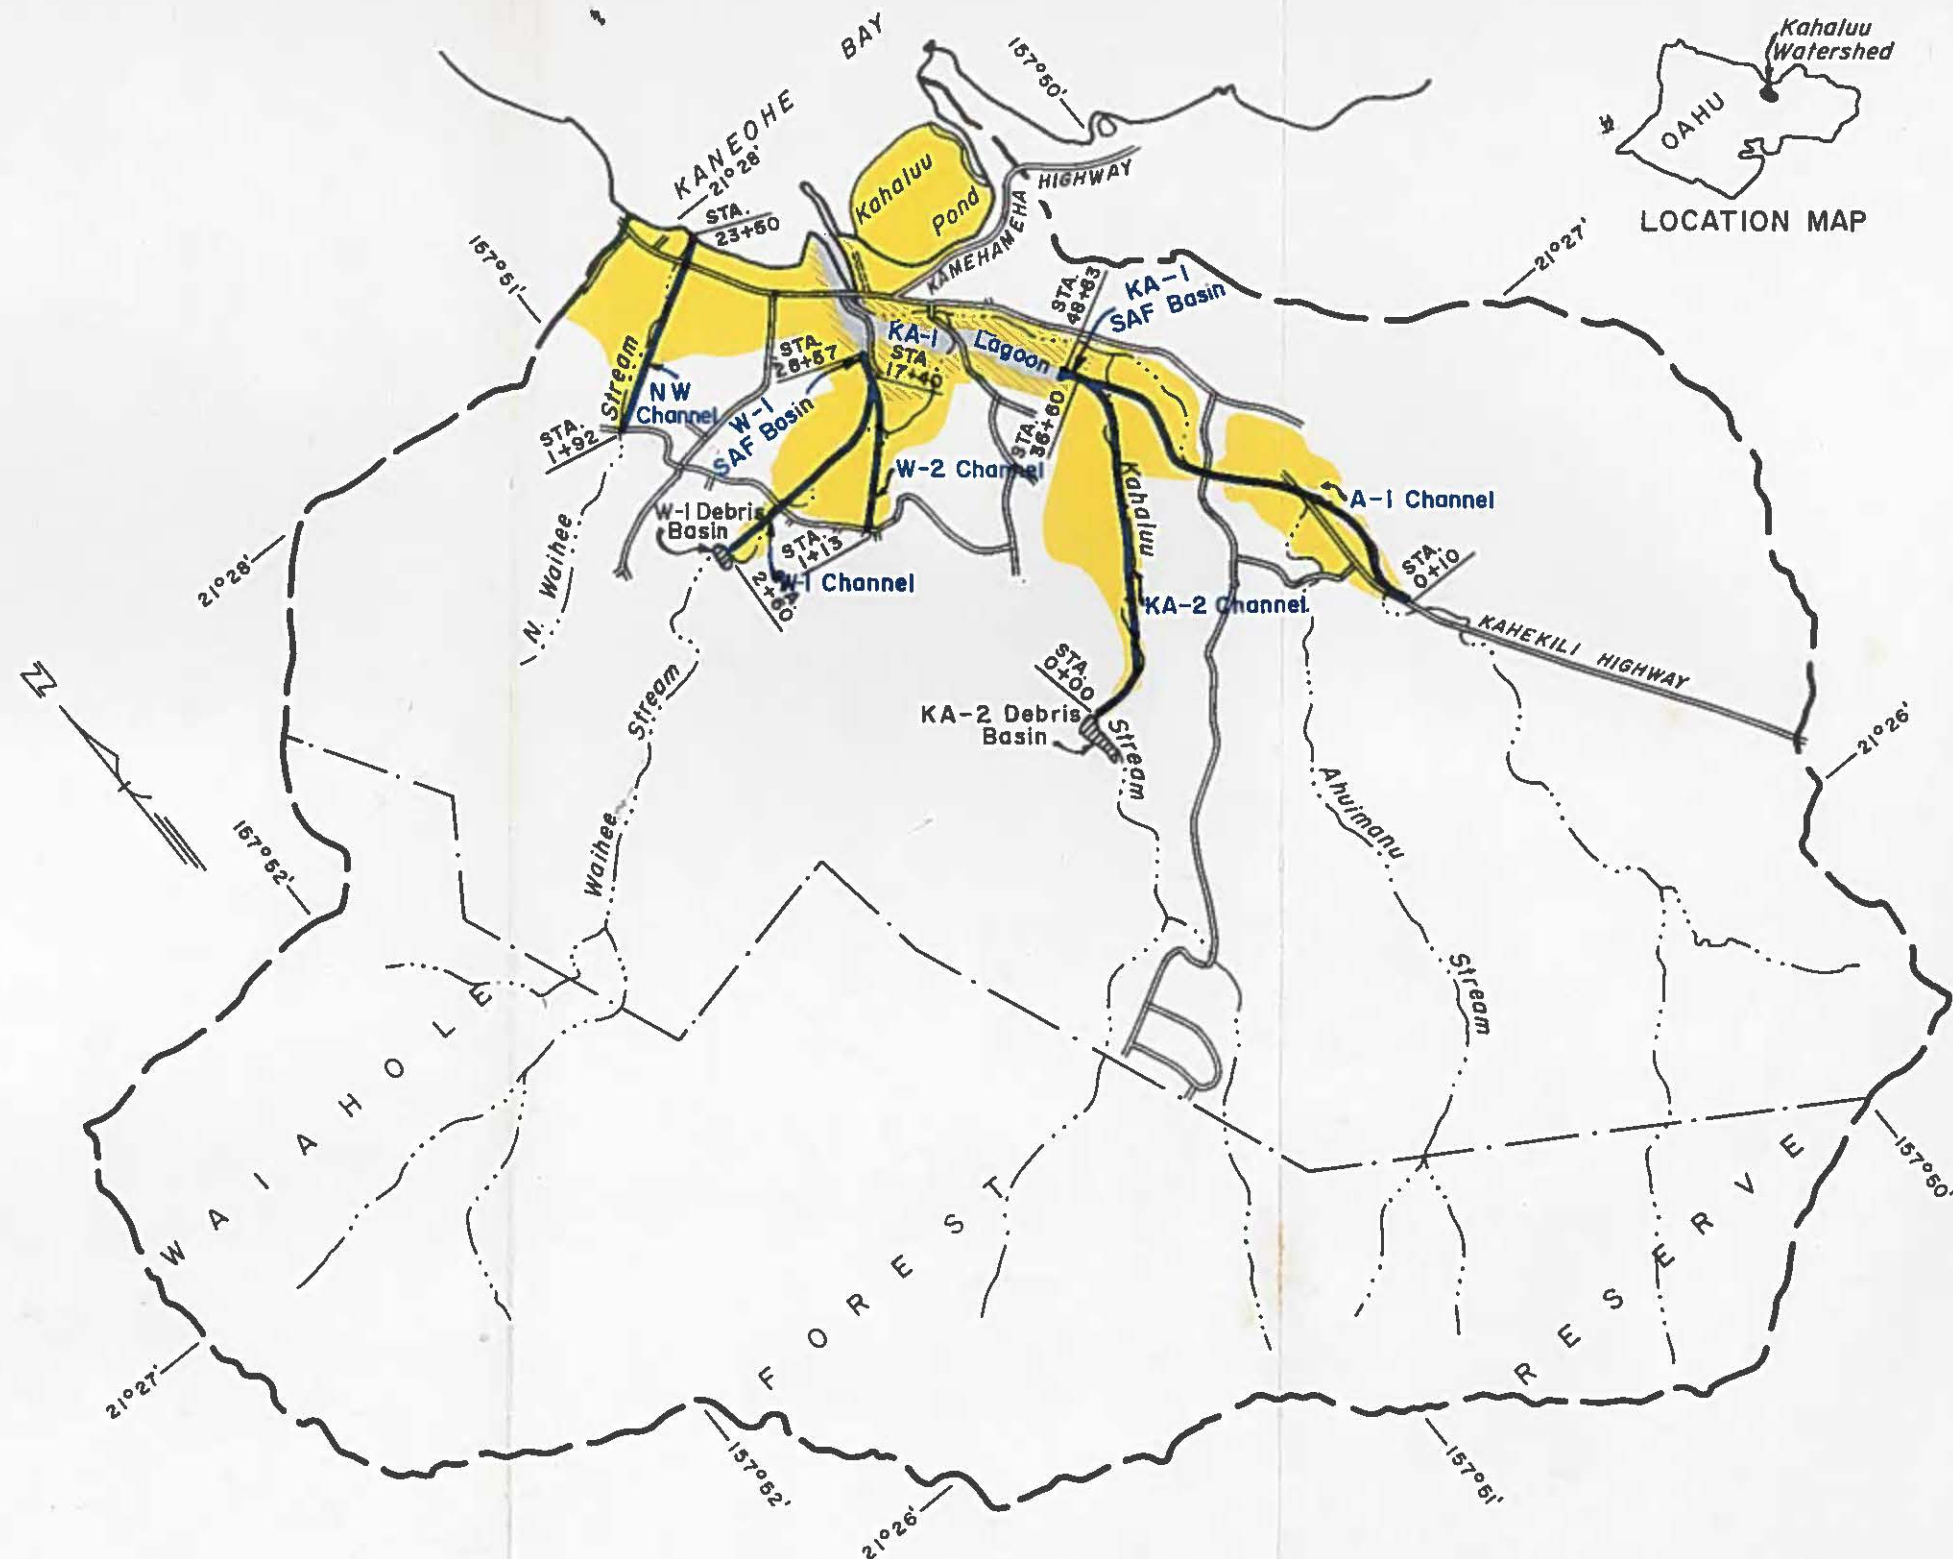 BAY
KANEOHE
157°50'
Kahaluu
Watershed
OAHU
LOCATION MAP
21°28'
Kahaluu
Pond
HIGHWAY
KAMEHAMEHA
STA.
23+50
157°51'
21°27'
STA.
48+63
KA-1
SAF Basin
KA-1
Lagoon
STA.
17+40
STA.
26+57
Stream
NW
Channel
W-1
SAF Basin
STA.
36+60
STA.
1+92
W-2 Channel
Kahaluu
A-1 Channel
W-1 Debris
Basin
STA.
1+13
STA.
0+10
N. Waihee
STA.
2+60
W-1 Channel
KA-2 Channel
21°28'
KAHEKILI HIGHWAY
N
Stream
STA.
0+00
KA-2 Debris
Basin
Stream
21°26'
157°52'
Waihee
Ahuimanu
Stream
WAIAHOLE
FOREST
RESERVE
157°50'
21°27'
157°52'
21°26'
157°51'